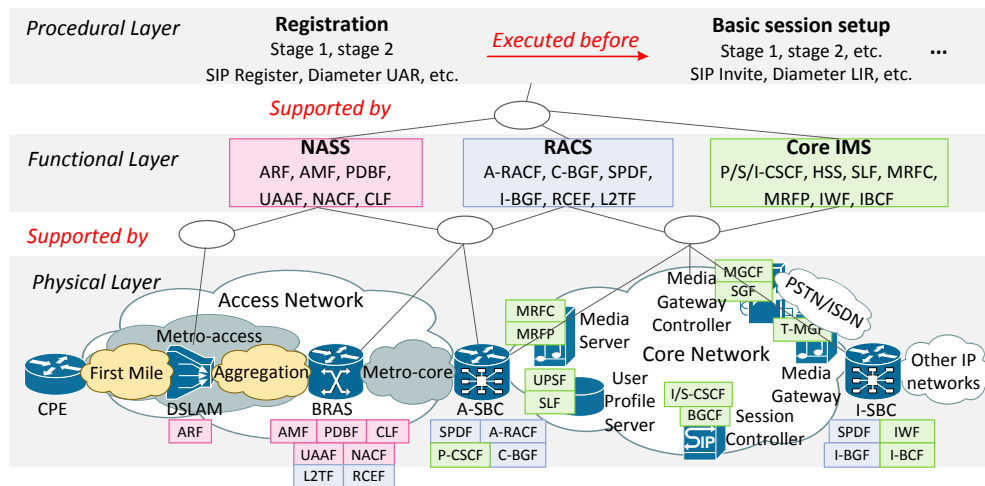 Procedural Layer
Registration
Stage 1, stage 2
SIP Register, Diameter UAR, etc.
Executed before
Basic session setup
Stage 1, stage 2, etc.
SIP Invite, Diameter LIR, etc.
...
Supported by
Functional Layer
NASS
ARF, AMF, PDBF,
UAAF, NACF, CLF
RACS
A-RACF, C-BGF, SPDF,
I-BGF, RCEF, L2TF
Core IMS
P/S/I-CSCF, HSS, SLF, MRFC,
MRFP, IWF, IBCF
Supported by
Physical Layer
Access Network
Metro-access
First Mile
Aggregation
Metro-core
CPE
DSLAM
BRAS
A-SBC
ARF
AMF
PDBF
CLF
UAAF
NACF
L2TF
RCEF
SPDF
A-RACF
P-CSCF
C-BGF
MRFC
MRFP
Media
Server
UPSF
SLF
User
Profile
Server
Media
Gateway
Controller
MGCF
SGF
PSTN/ISDN
T-MGF
Core Network
Media
Gateway
I/S-CSCF
BGCF
Session
Controller
SIP
I-SBC
Other IP
networks
SPDF
IWF
I-BGF
I-BCF